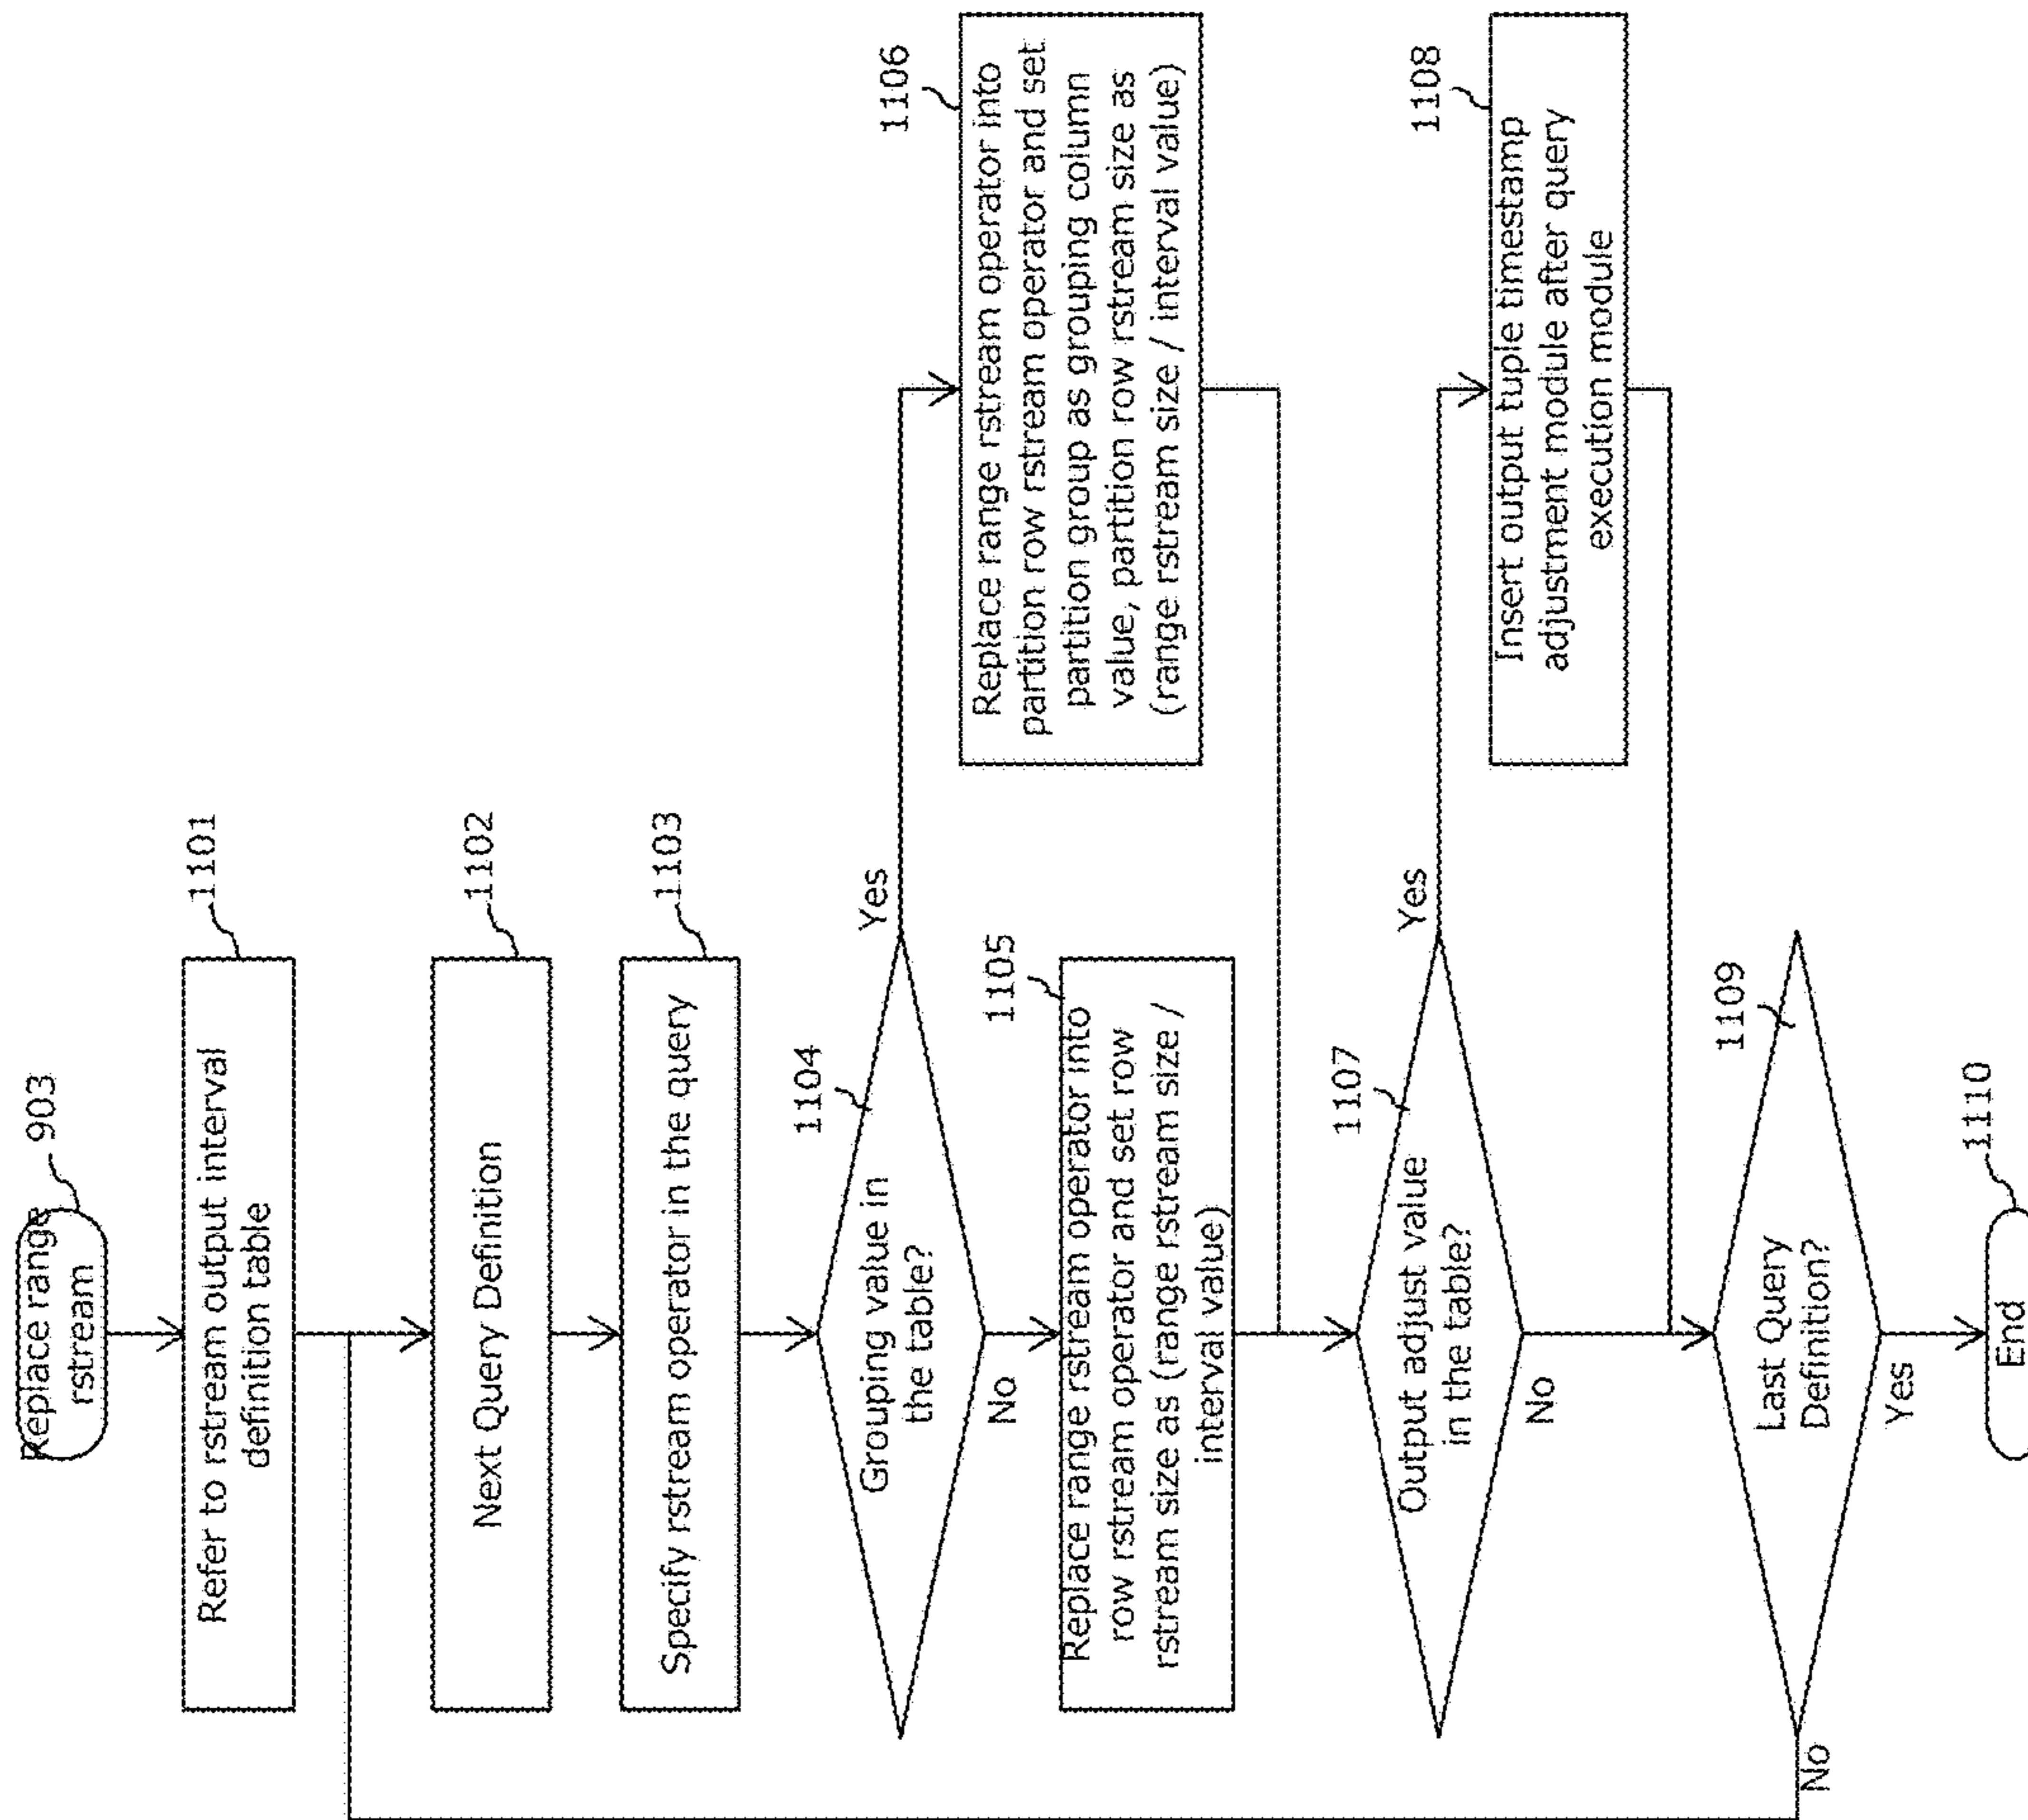 Replace range
rstream
903
Refer to rstream output interval
definition table
1101
Next Query Definition
1102
Specify rstream operator in the query
1103
Grouping value in
the table?
1104
Yes
No
Replace range rstream operator into
row rstream operator and set row
rstream size as (range rstream size /
interval value)
1105
Replace range rstream operator into
partition row rstream operator and set
partition group as grouping column
value, partition row rstream size as
(range rstream size / interval value)
1106
Output adjust value
in the table?
1107
Yes
No
Insert output tuple timestamp
adjustment module after query
execution module
1108
Last Query
Definition?
1109
No
Yes
End
1110